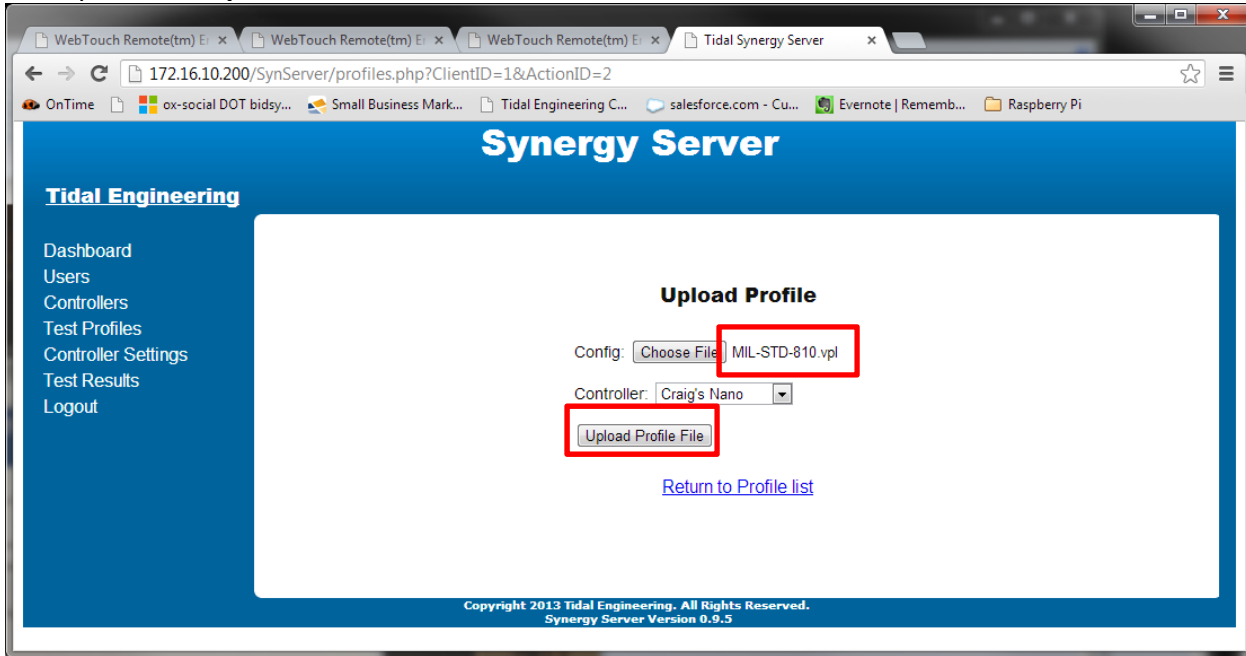 WebTouch Remote(tm) E
WebTouch Remote(tm) E
WebTouch Remote(tm) E
Tidal Synergy Server
172.16.10.200/SynServer/profiles.php?ClientID=1&ActionID=2
OnTime
ox-social DOT bidsy...
Small Business Mark...
Tidal Engineering C...
salesforce.com - Cu...
Evernote | Rememb...
Raspberry Pi
Synergy Server
Tidal Engineering
Dashboard
Users
Controllers
Test Profiles
Controller Settings
Test Results
Logout
Upload Profile
Config: Choose File MIL-STD-810.vpl
Controller: Craig's Nano
Upload Profile File
Return to Profile list
Copyright 2013 Tidal Engineering. All Rights Reserved.
Synergy Server Version 0.9.5